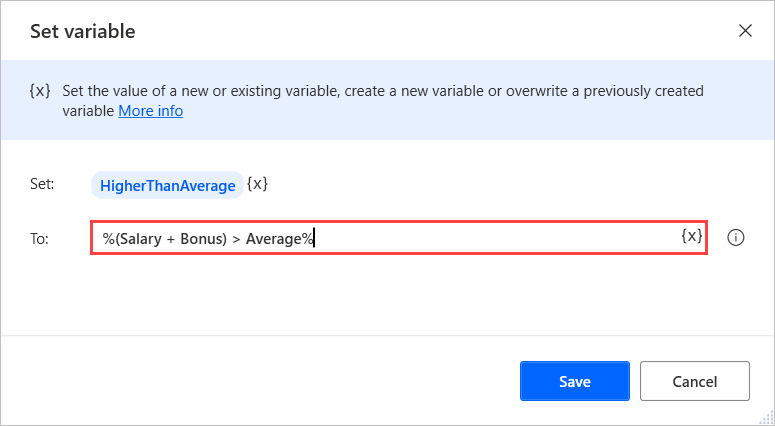 Set variable
{x} Set the value of a new or existing variable, create a new variable or overwrite a previously created
variable More info
Set: HigherThanAverage {x}
To: %(Salary + Bonus) > Average% {x}
Save Cancel